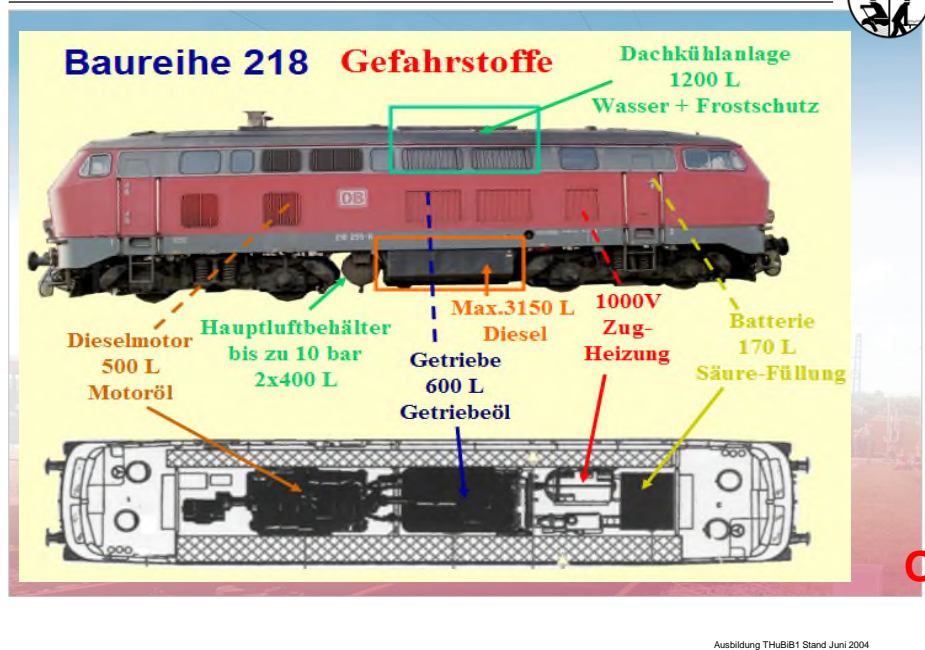 Baureihe 218 Gefahrstoffe
Dachkühlanlage
1200 L
Wasser + Frostschutz
DB
Dieselmotor
500 L
Motoröl
Hauptluftbehälter
bis zu 10 bar
2x400 L
Max.3150 L
Diesel
Getriebe
600 L
Getriebeöl
1000V
Zug-
Heizung
Batterie
170 L
Säure-Füllung
Ausbildung THuBiB1 Stand Juni 2004